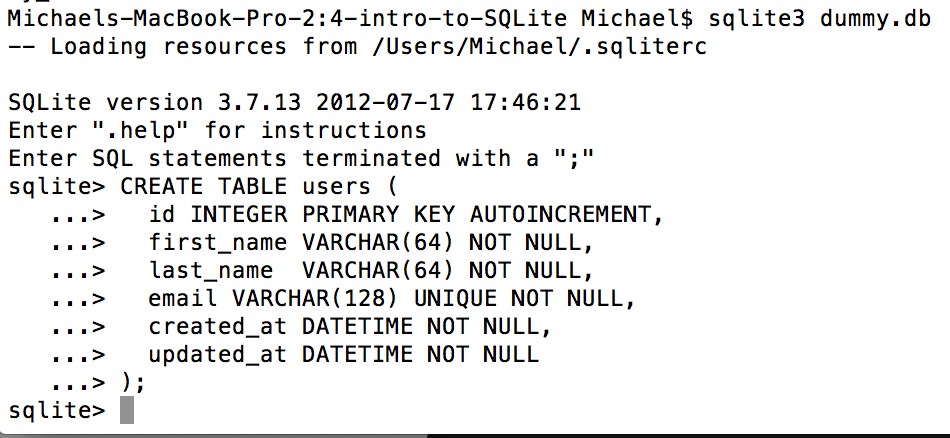 Michaels-MacBook-Pro-2:4-intro-to-SQLite Michael$ sqlite3 dummy.db
-- Loading resources from /Users/Michael/.sqliterc

SQLite version 3.7.13 2012-07-17 17:46:21
Enter ".help" for instructions
Enter SQL statements terminated with a ";"
sqlite> CREATE TABLE users (
   ...>   id INTEGER PRIMARY KEY AUTOINCREMENT,
   ...>   first_name VARCHAR(64) NOT NULL,
   ...>   last_name  VARCHAR(64) NOT NULL,
   ...>   email VARCHAR(128) UNIQUE NOT NULL,
   ...>   created_at DATETIME NOT NULL,
   ...>   updated_at DATETIME NOT NULL
   ...> );
sqlite>